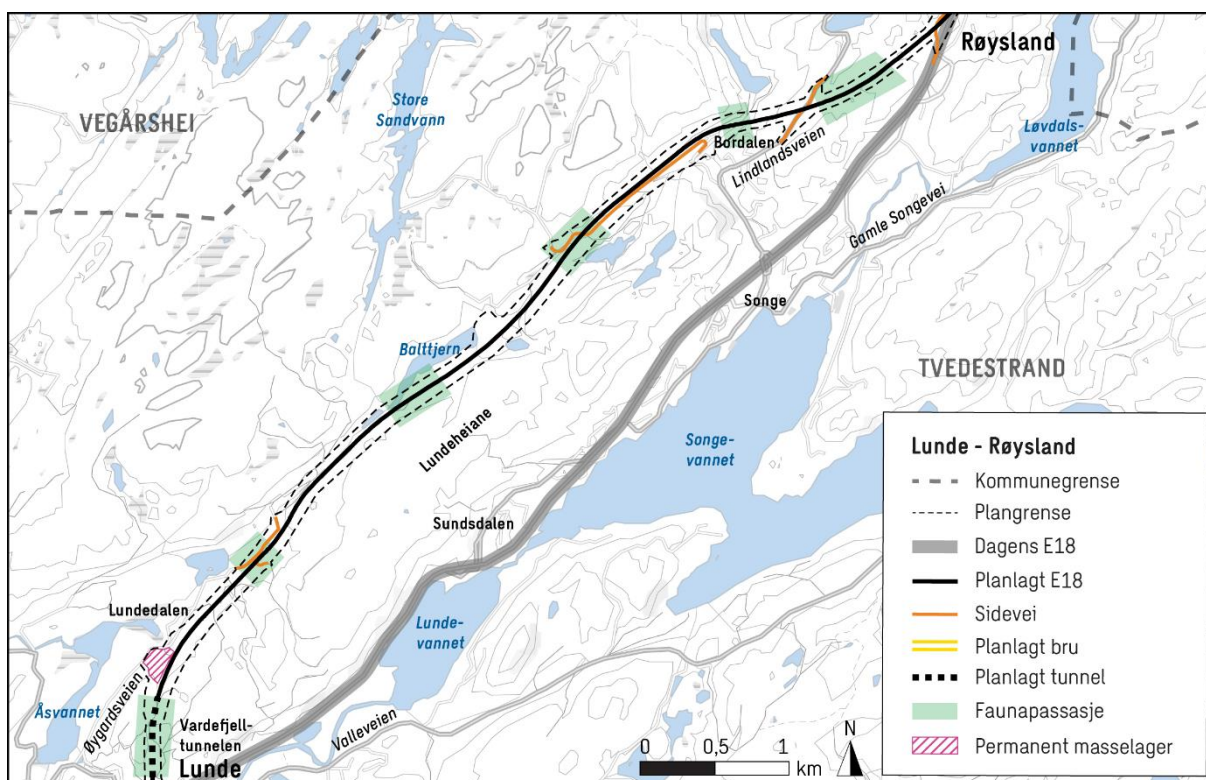 Røysland
VEGÅRSHEI
Store
Sandvann
Bordalen
Lindlandsveien
Løvdals-
vannet
Gamle Songevei
Songe
Balttjern
TVEDESTRAND
Lundeheiane
Songe-
vannet
Sundsdalen
Lundedalen
Lunde-
vannet
Øygardsveien
Åsvannet
Vardefjell-
tunnelen
Valleveien
Lunde
0 0,5 1
km
N
Lunde - Røysland
Kommunegrense
Plangrense
Dagens E18
Planlagt E18
Sidevei
Planlagt bru
Planlagt tunnel
Faunapassasje
Permanent masselager